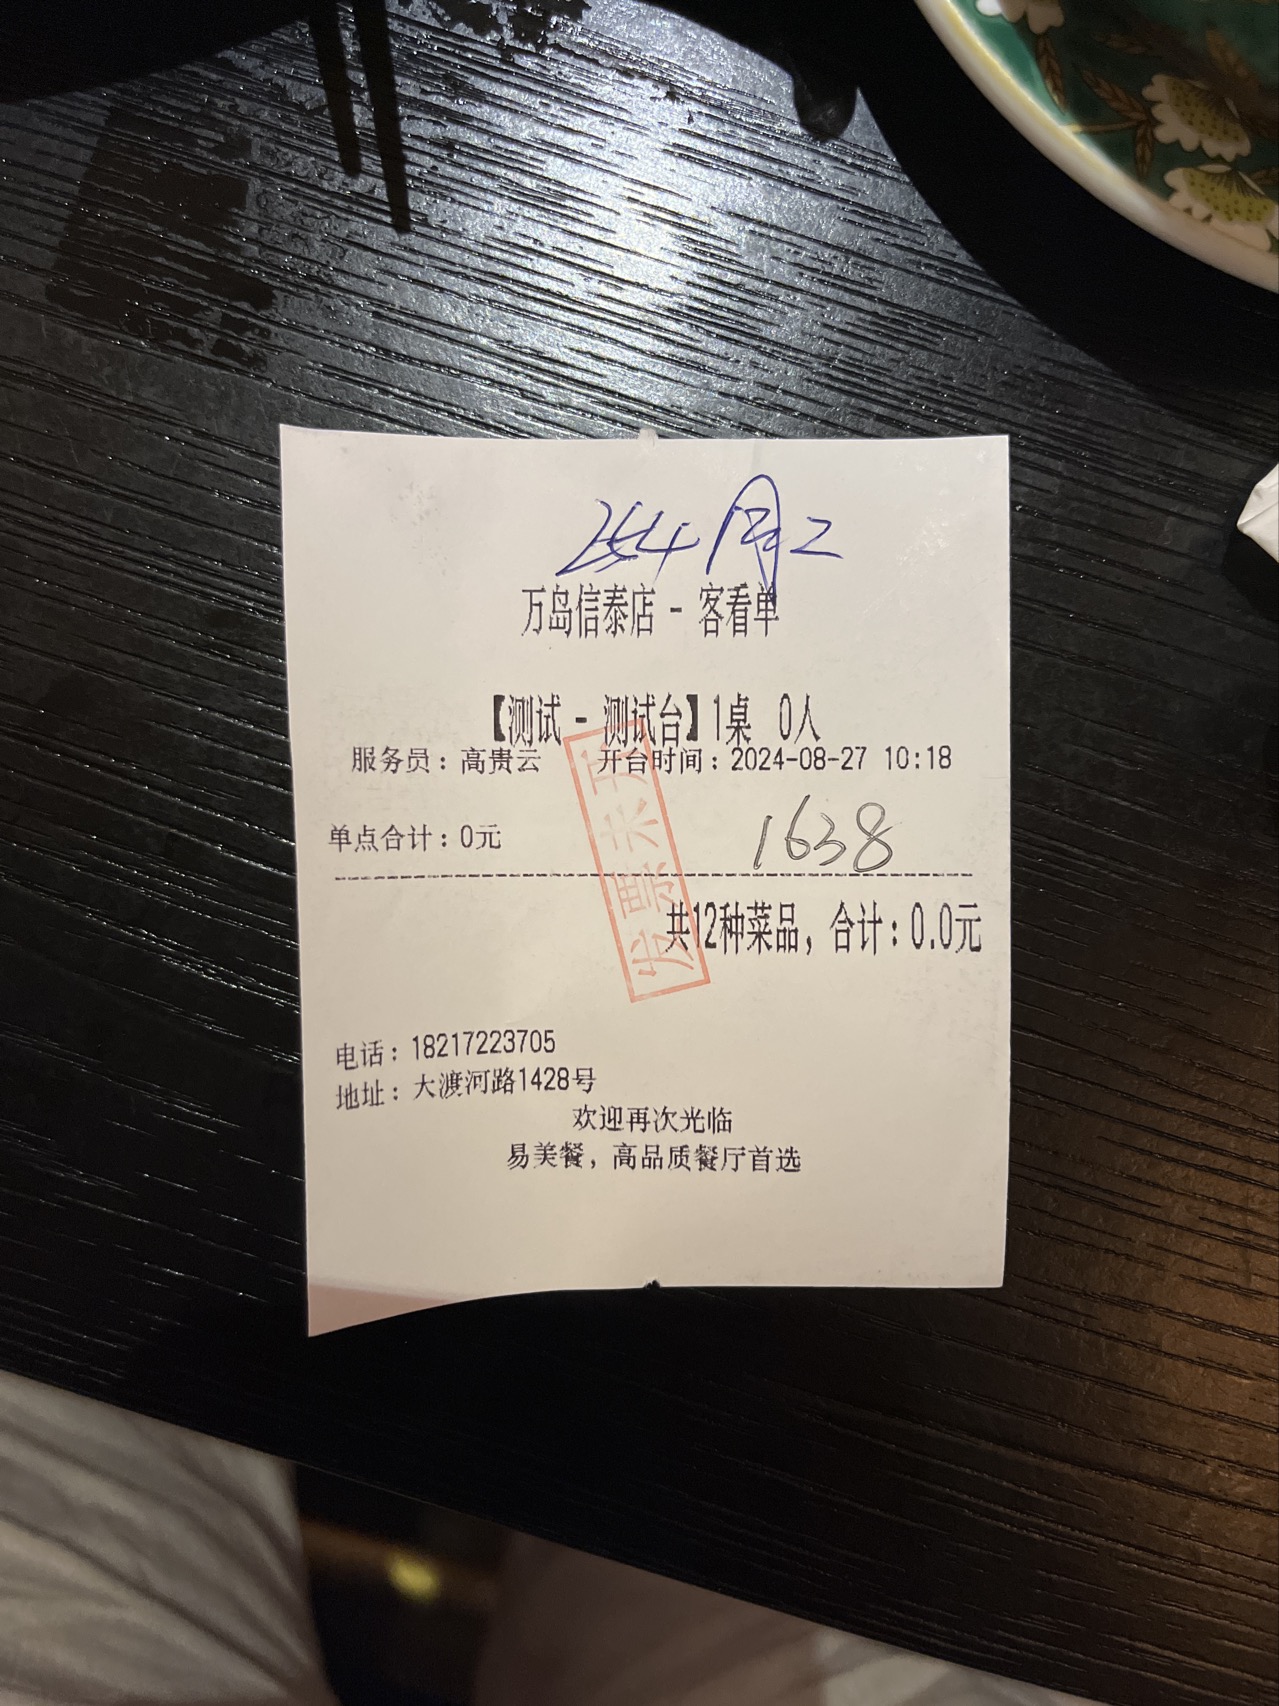 万岛信泰店 - 客看单
【测试 - 测试台】1桌 0人
服务员：高贵云 开台时间：2024-08-27 10:18
单点合计：0元
1638
发票未开
共12种菜品，合计：0.0元
电话：18217223705
地址：大渡河路1428号
欢迎再次光临
易美餐，高品质餐厅首选